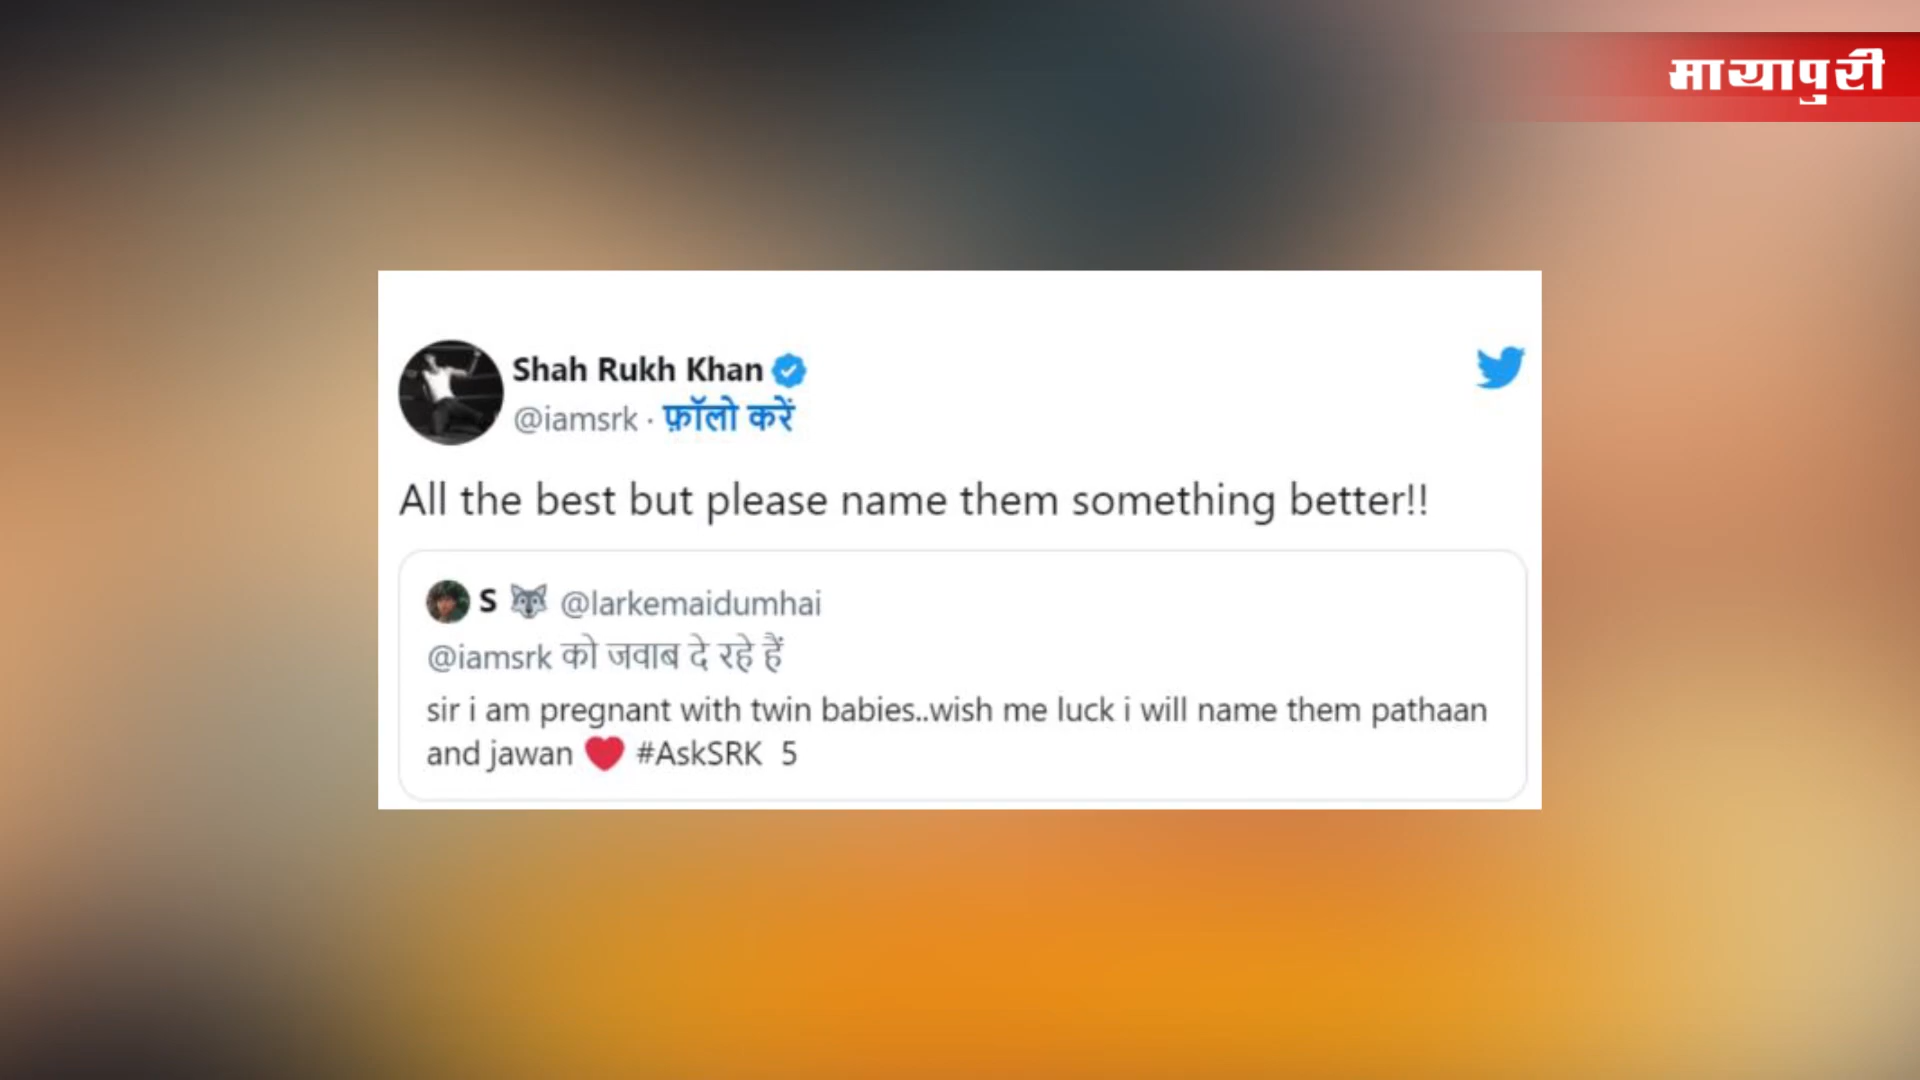 मायापुरी
Shah Rukh Khan
@iamsrk · फ़ॉलो करें
All the best but please name them something better!!
S 🐺 @larkemaidumhai
@iamsrk को जवाब दे रहे हैं
sir i am pregnant with twin babies..wish me luck i will name them pathaan
and jawan ❤️ #AskSRK 5